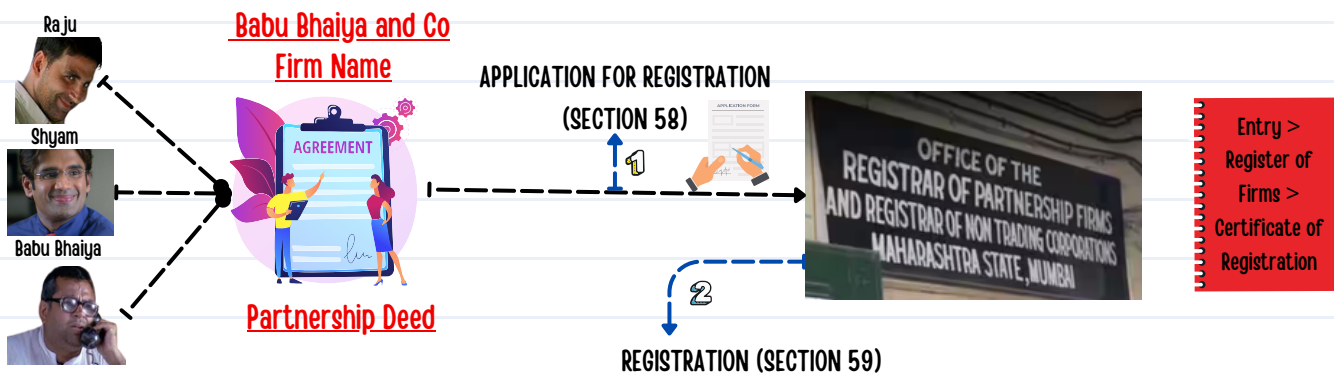 Raju
Shyam
Babu Bhaiya
Babu Bhaiya and Co
Firm Name
AGREEMENT
Partnership Deed
APPLICATION FOR REGISTRATION
(SECTION 58)
1
APPLICATION FORM
2
REGISTRATION (SECTION 59)
OFFICE OF THE
REGISTRAR OF PARTNERSHIP FIRMS
AND REGISTRAR OF NON TRADING CORPORATIONS
MAHARASHTRA STATE, MUMBAI
Entry >
Register of
Firms >
Certificate of
Registration